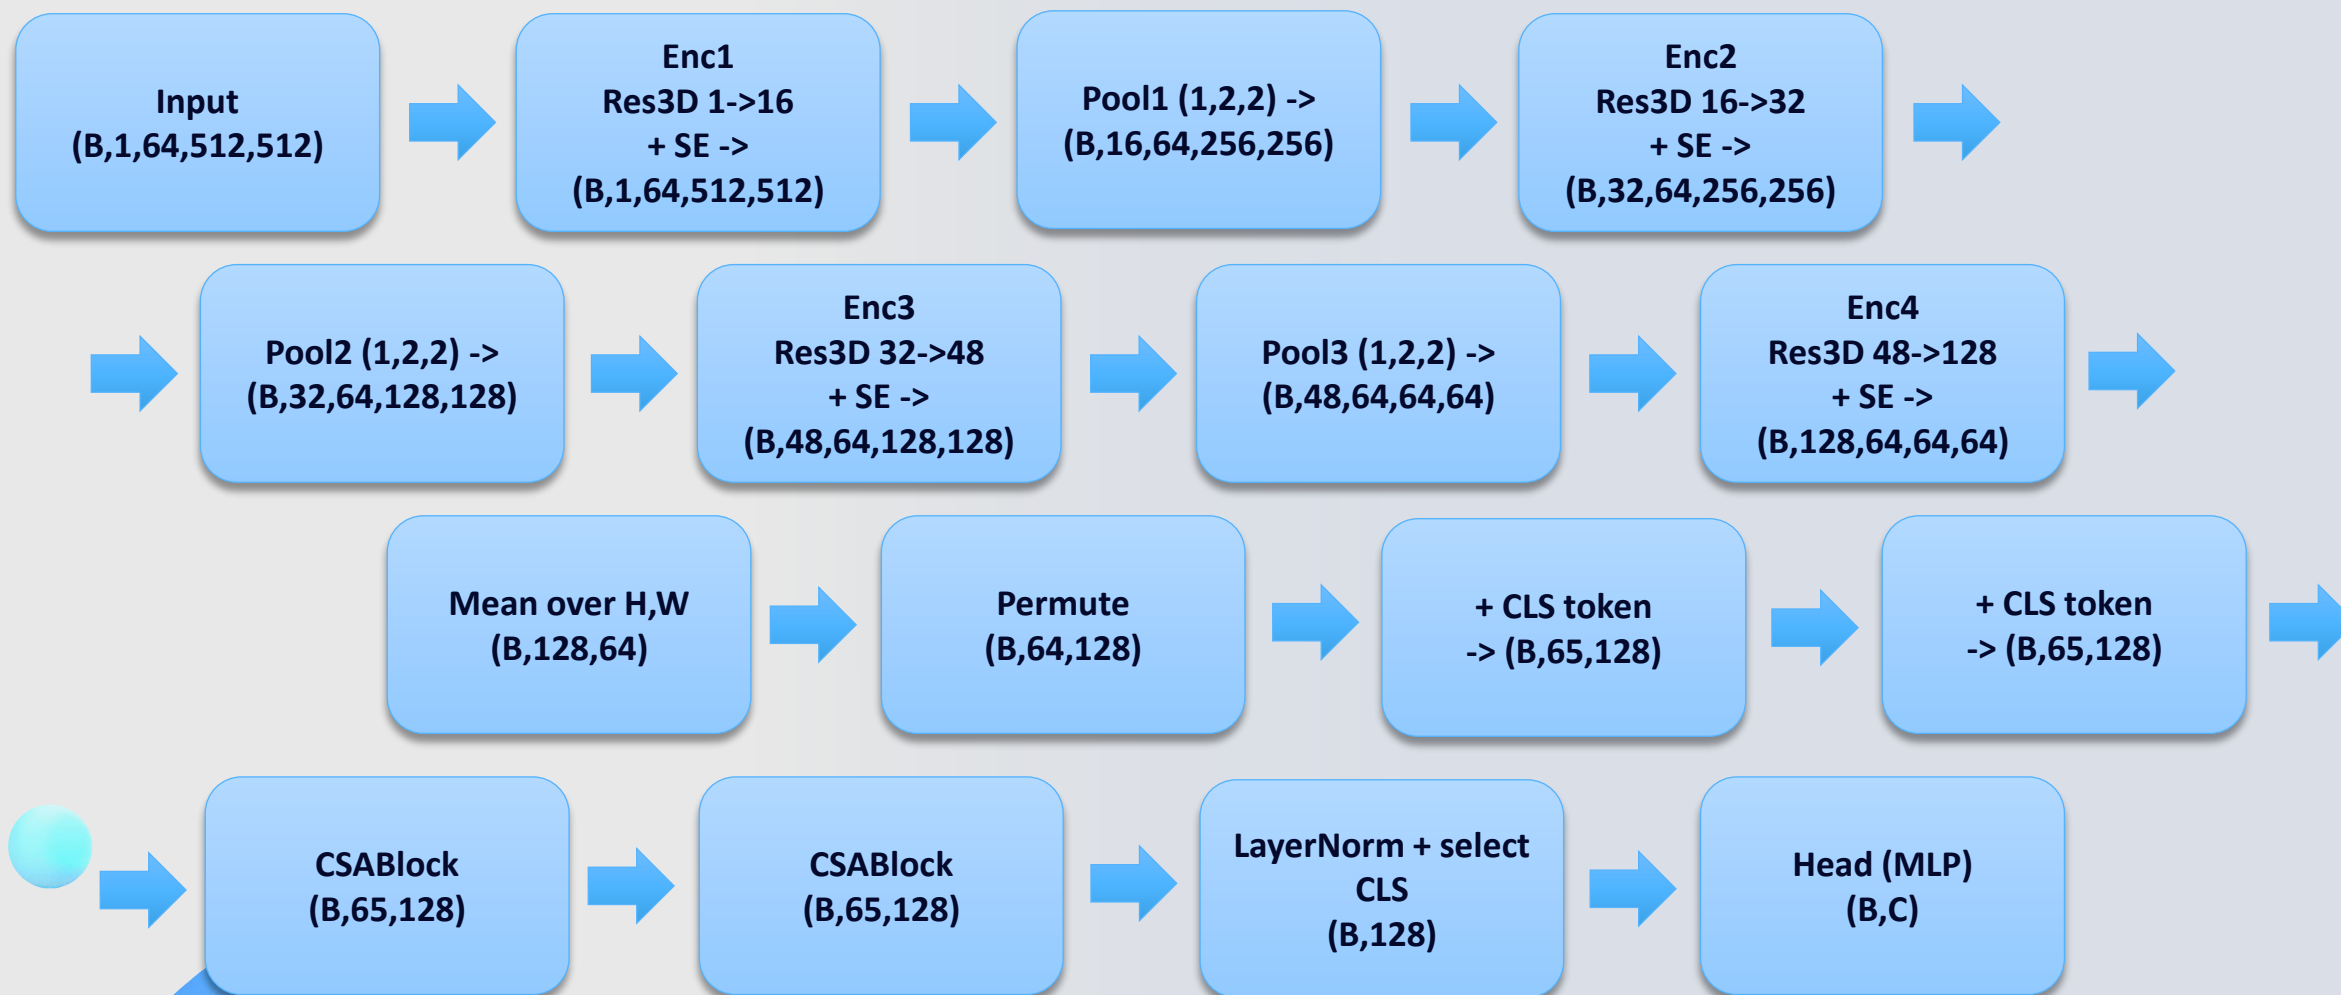 Input
(B,1,64,512,512)
Enc1
Res3D 1->16
+ SE ->
(B,1,64,512,512)
Pool1 (1,2,2) ->
(B,16,64,256,256)
Enc2
Res3D 16->32
+ SE ->
(B,32,64,256,256)
Pool2 (1,2,2) ->
(B,32,64,128,128)
Enc3
Res3D 32->48
+ SE ->
(B,48,64,128,128)
Pool3 (1,2,2) ->
(B,48,64,64,64)
Enc4
Res3D 48->128
+ SE ->
(B,128,64,64,64)
Mean over H,W
(B,128,64)
Permute
(B,64,128)
+ CLS token
-> (B,65,128)
+ CLS token
-> (B,65,128)
CSABlock
(B,65,128)
CSABlock
(B,65,128)
LayerNorm + select
CLS
(B,128)
Head (MLP)
(B,C)